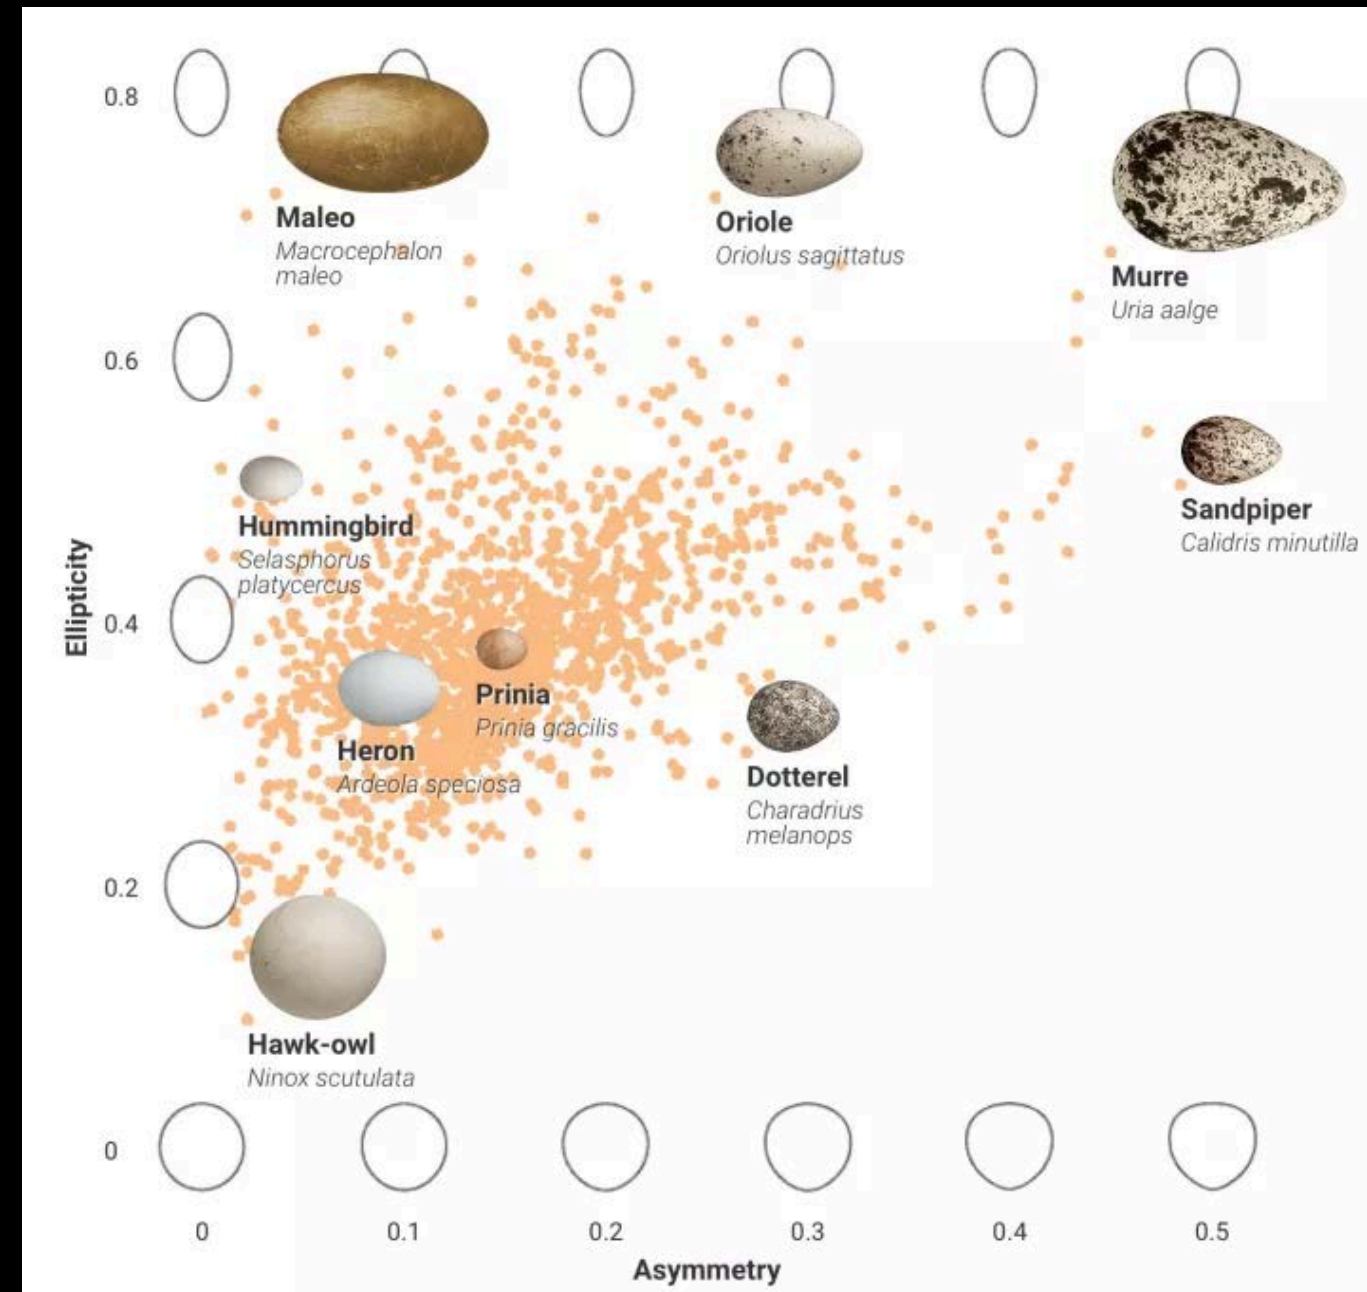 0.8
Maleo
Macrocephalon
maleo
Oriole
Oriolus sagittatus
Murre
Uria aalge
0.6
Hummingbird
Selasphorus
platycercus
Sandpiper
Calidris minutilla
Ellipticity
0.4
Prinia
Prinia gracilis
Heron
Ardeola speciosa
Dotterel
Charadrius
melanops
0.2
Hawk-owl
Ninox scutulata
0
0 0.1 0.2 0.3 0.4 0.5
Asymmetry